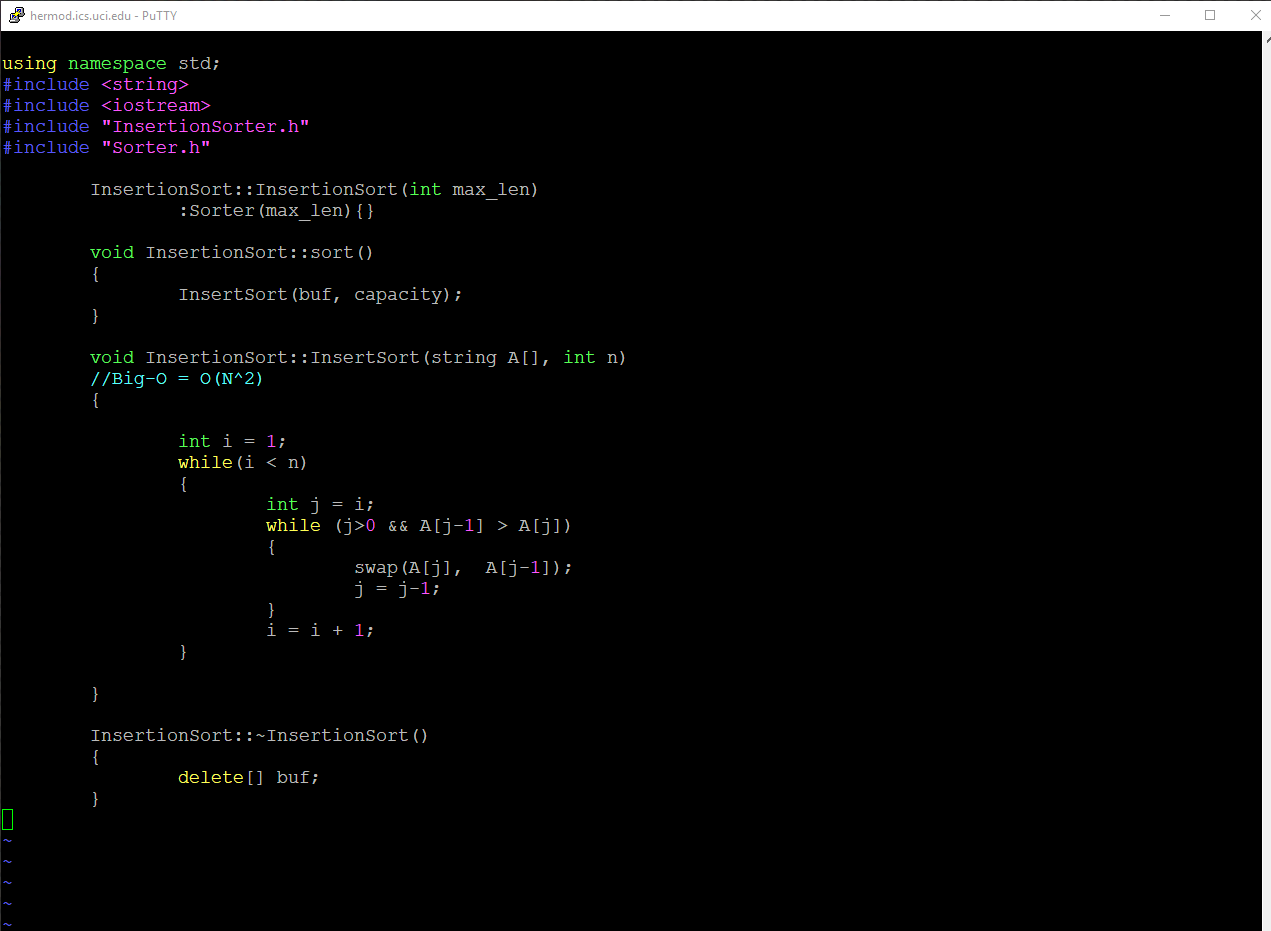 hermod.ics.uci.edu - PuTTY
using namespace std;
#include <string>
#include <iostream>
#include "InsertionSorter.h"
#include "Sorter.h"
InsertionSort::InsertionSort(int max_len)
:Sorter(max_len){}
void InsertionSort::sort()
{
InsertSort(buf, capacity);
}
void InsertionSort::InsertSort(string A[], int n)
//Big-O = O(N^2)
{
int i = 1;
while(i < n)
{
int j = i;
while (j>0 && A[j-1] > A[j])
{
swap(A[j],  A[j-1]);
j = j-1;
}
i = i + 1;
}
}
InsertionSort::~InsertionSort()
{
delete[] buf;
}
~
~
~
~
~